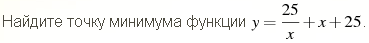 Найдите точку минимума функции y = 25/x + x + 25.